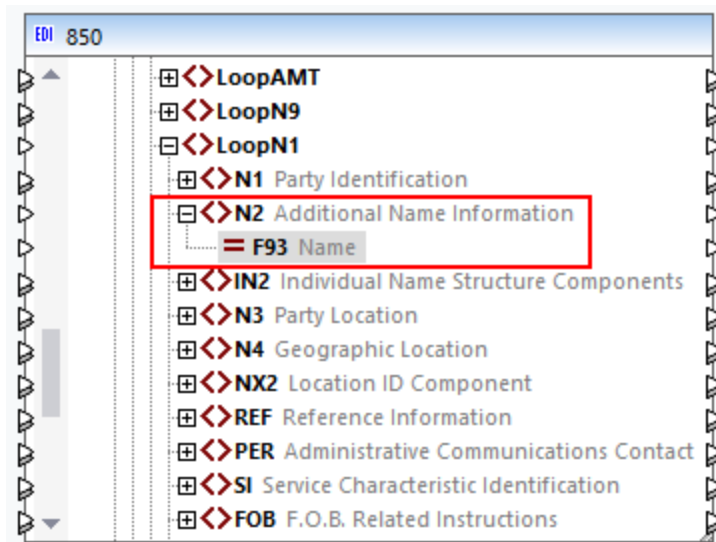 EDI 850
LoopAMT
LoopN9
LoopN1
N1 Party Identification
N2 Additional Name Information
F93 Name
IN2 Individual Name Structure Components
N3 Party Location
N4 Geographic Location
NX2 Location ID Component
REF Reference Information
PER Administrative Communications Contact
SI Service Characteristic Identification
FOB F.O.B. Related Instructions